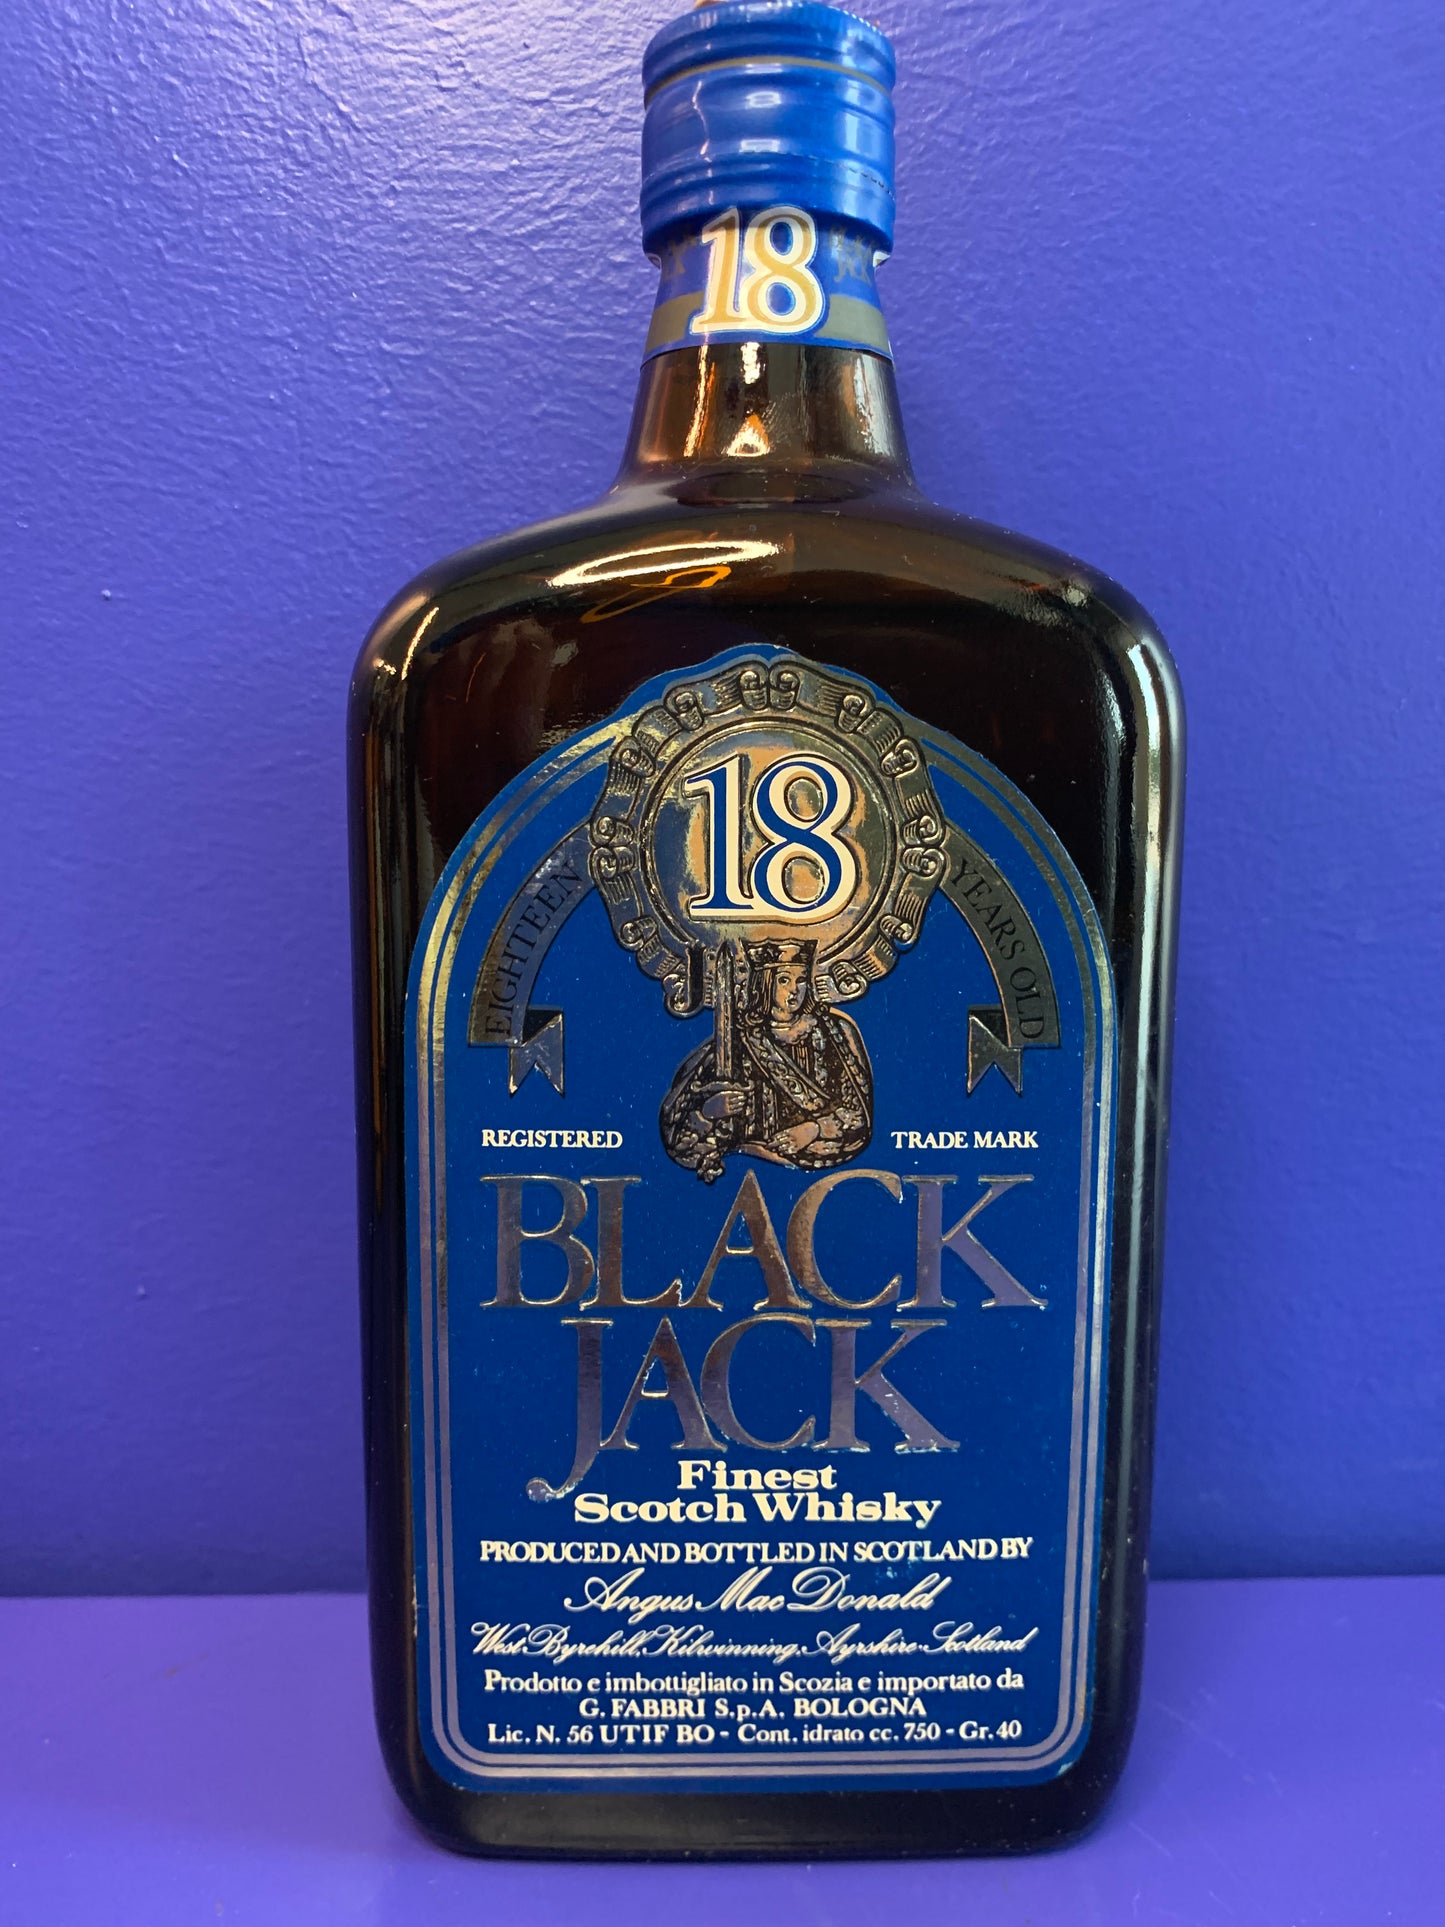 18
18
EIGHTEEN YEARS OLD
J
REGISTERED TRADE MARK
BLACK
JACK
Finest
Scotch Whisky
PRODUCED AND BOTTLED IN SCOTLAND BY
Angus Mac Donald
West Byrehill, Kilwinning, Ayrshire - Scotland
Prodotto e imbottigliato in Scozia e importato da
G. FABBRI S.p.A. BOLOGNA
Lic. N. 56 UTIF BO - Cont. idrato cc. 750 - Gr. 40